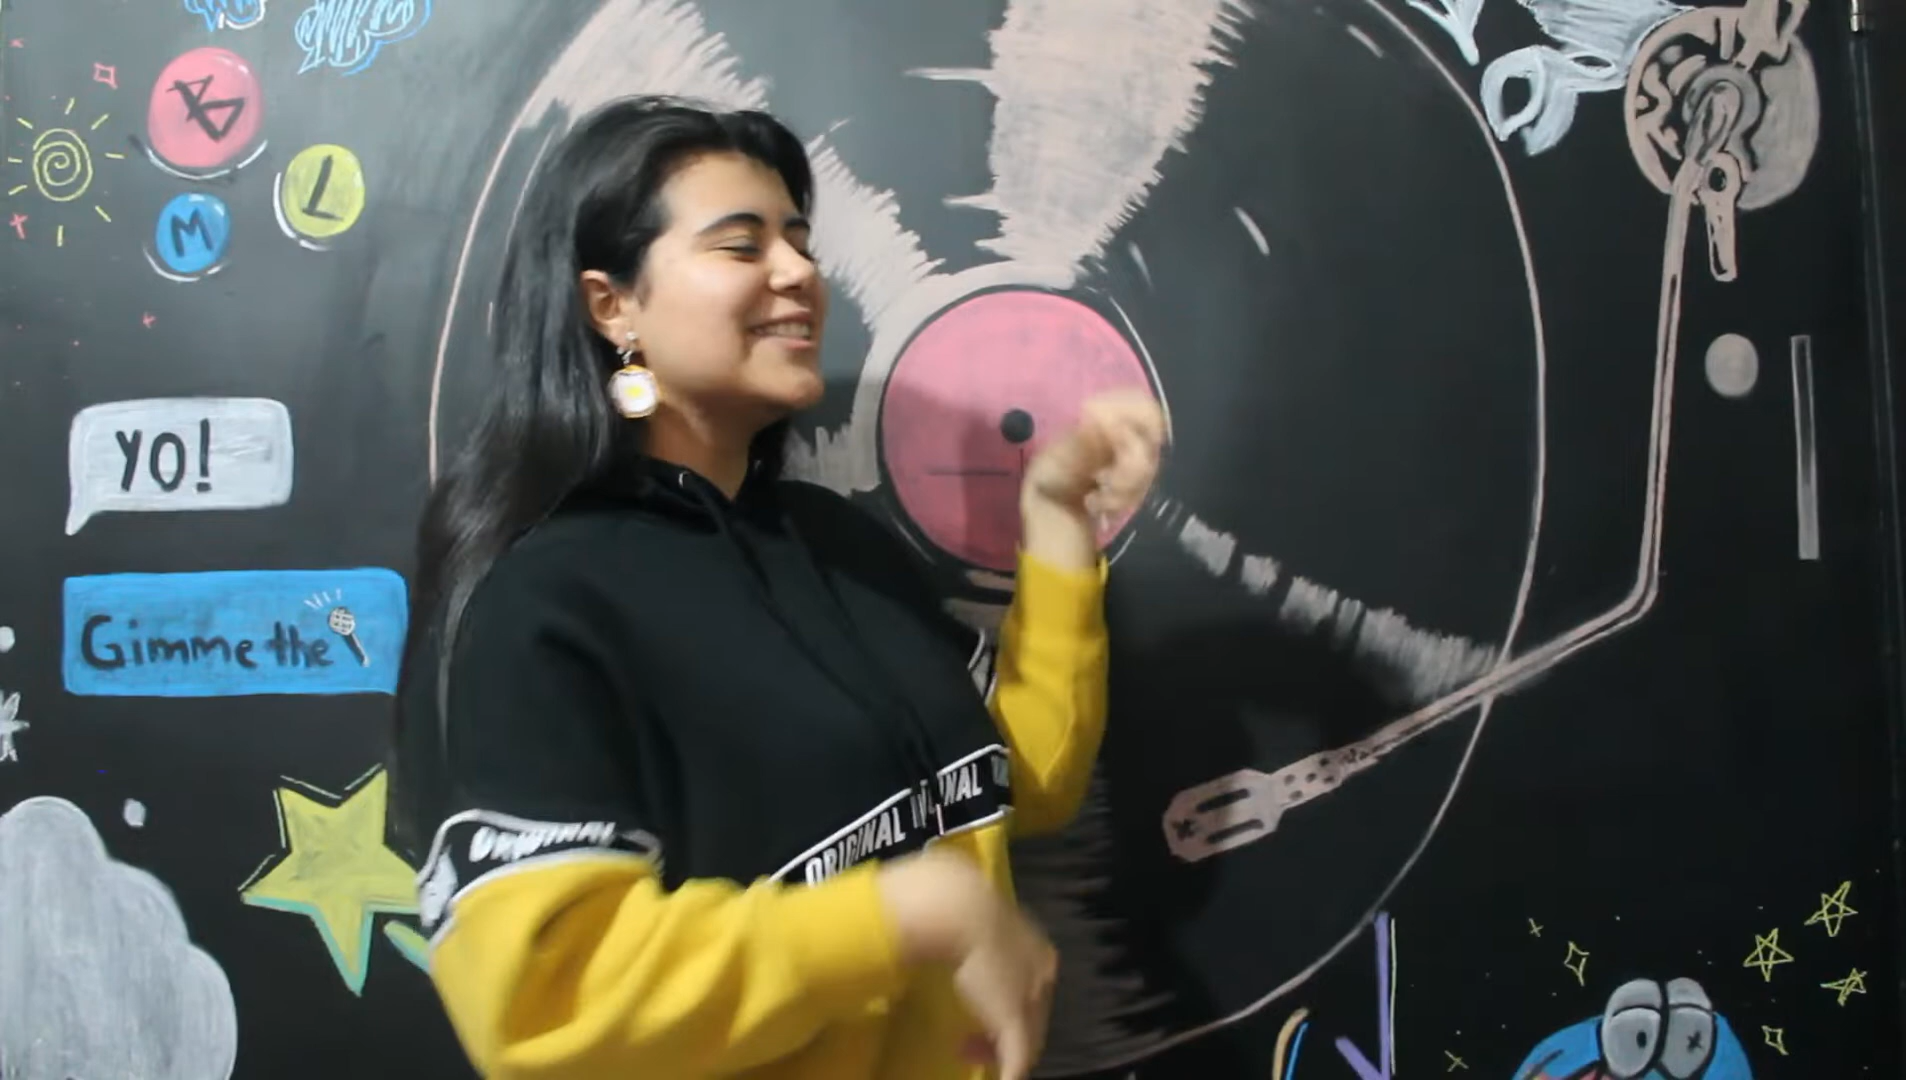 B
L
M
YO!
Gimme the
ORIGINAL
ORIGINAL